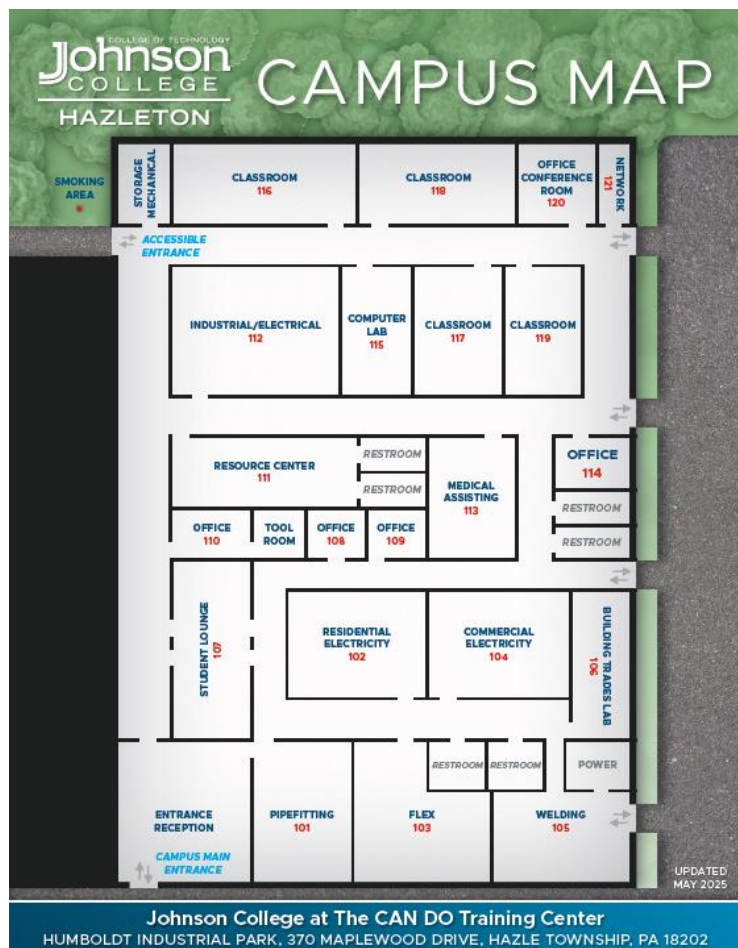 COLLEGE OF TECHNOLOGY
Johnson
COLLEGE
HAZLETON
CAMPUS MAP
SMOKING
AREA
STORAGE
MECHANICAL
CLASSROOM
116
CLASSROOM
118
OFFICE
CONFERENCE
ROOM
120
NETWORK
121
ACCESSIBLE
ENTRANCE
INDUSTRIAL/ELECTRICAL
112
COMPUTER
LAB
115
CLASSROOM
117
CLASSROOM
119
RESOURCE CENTER
111
RESTROOM
RESTROOM
MEDICAL
ASSISTING
113
OFFICE
114
RESTROOM
RESTROOM
OFFICE
110
TOOL
ROOM
OFFICE
108
OFFICE
109
STUDENT LOUNGE
107
RESIDENTIAL
ELECTRICITY
102
COMMERCIAL
ELECTRICITY
104
BUILDING TRADES LAB
106
RESTROOM
RESTROOM
POWER
ENTRANCE
RECEPTION
PIPEFITTING
101
FLEX
103
WELDING
105
CAMPUS MAIN
ENTRANCE
UPDATED
MAY 2025
Johnson College at The CAN DO Training Center
HUMBOLDT INDUSTRIAL PARK, 370 MAPLEWOOD DRIVE, HAZLE TOWNSHIP, PA 18202